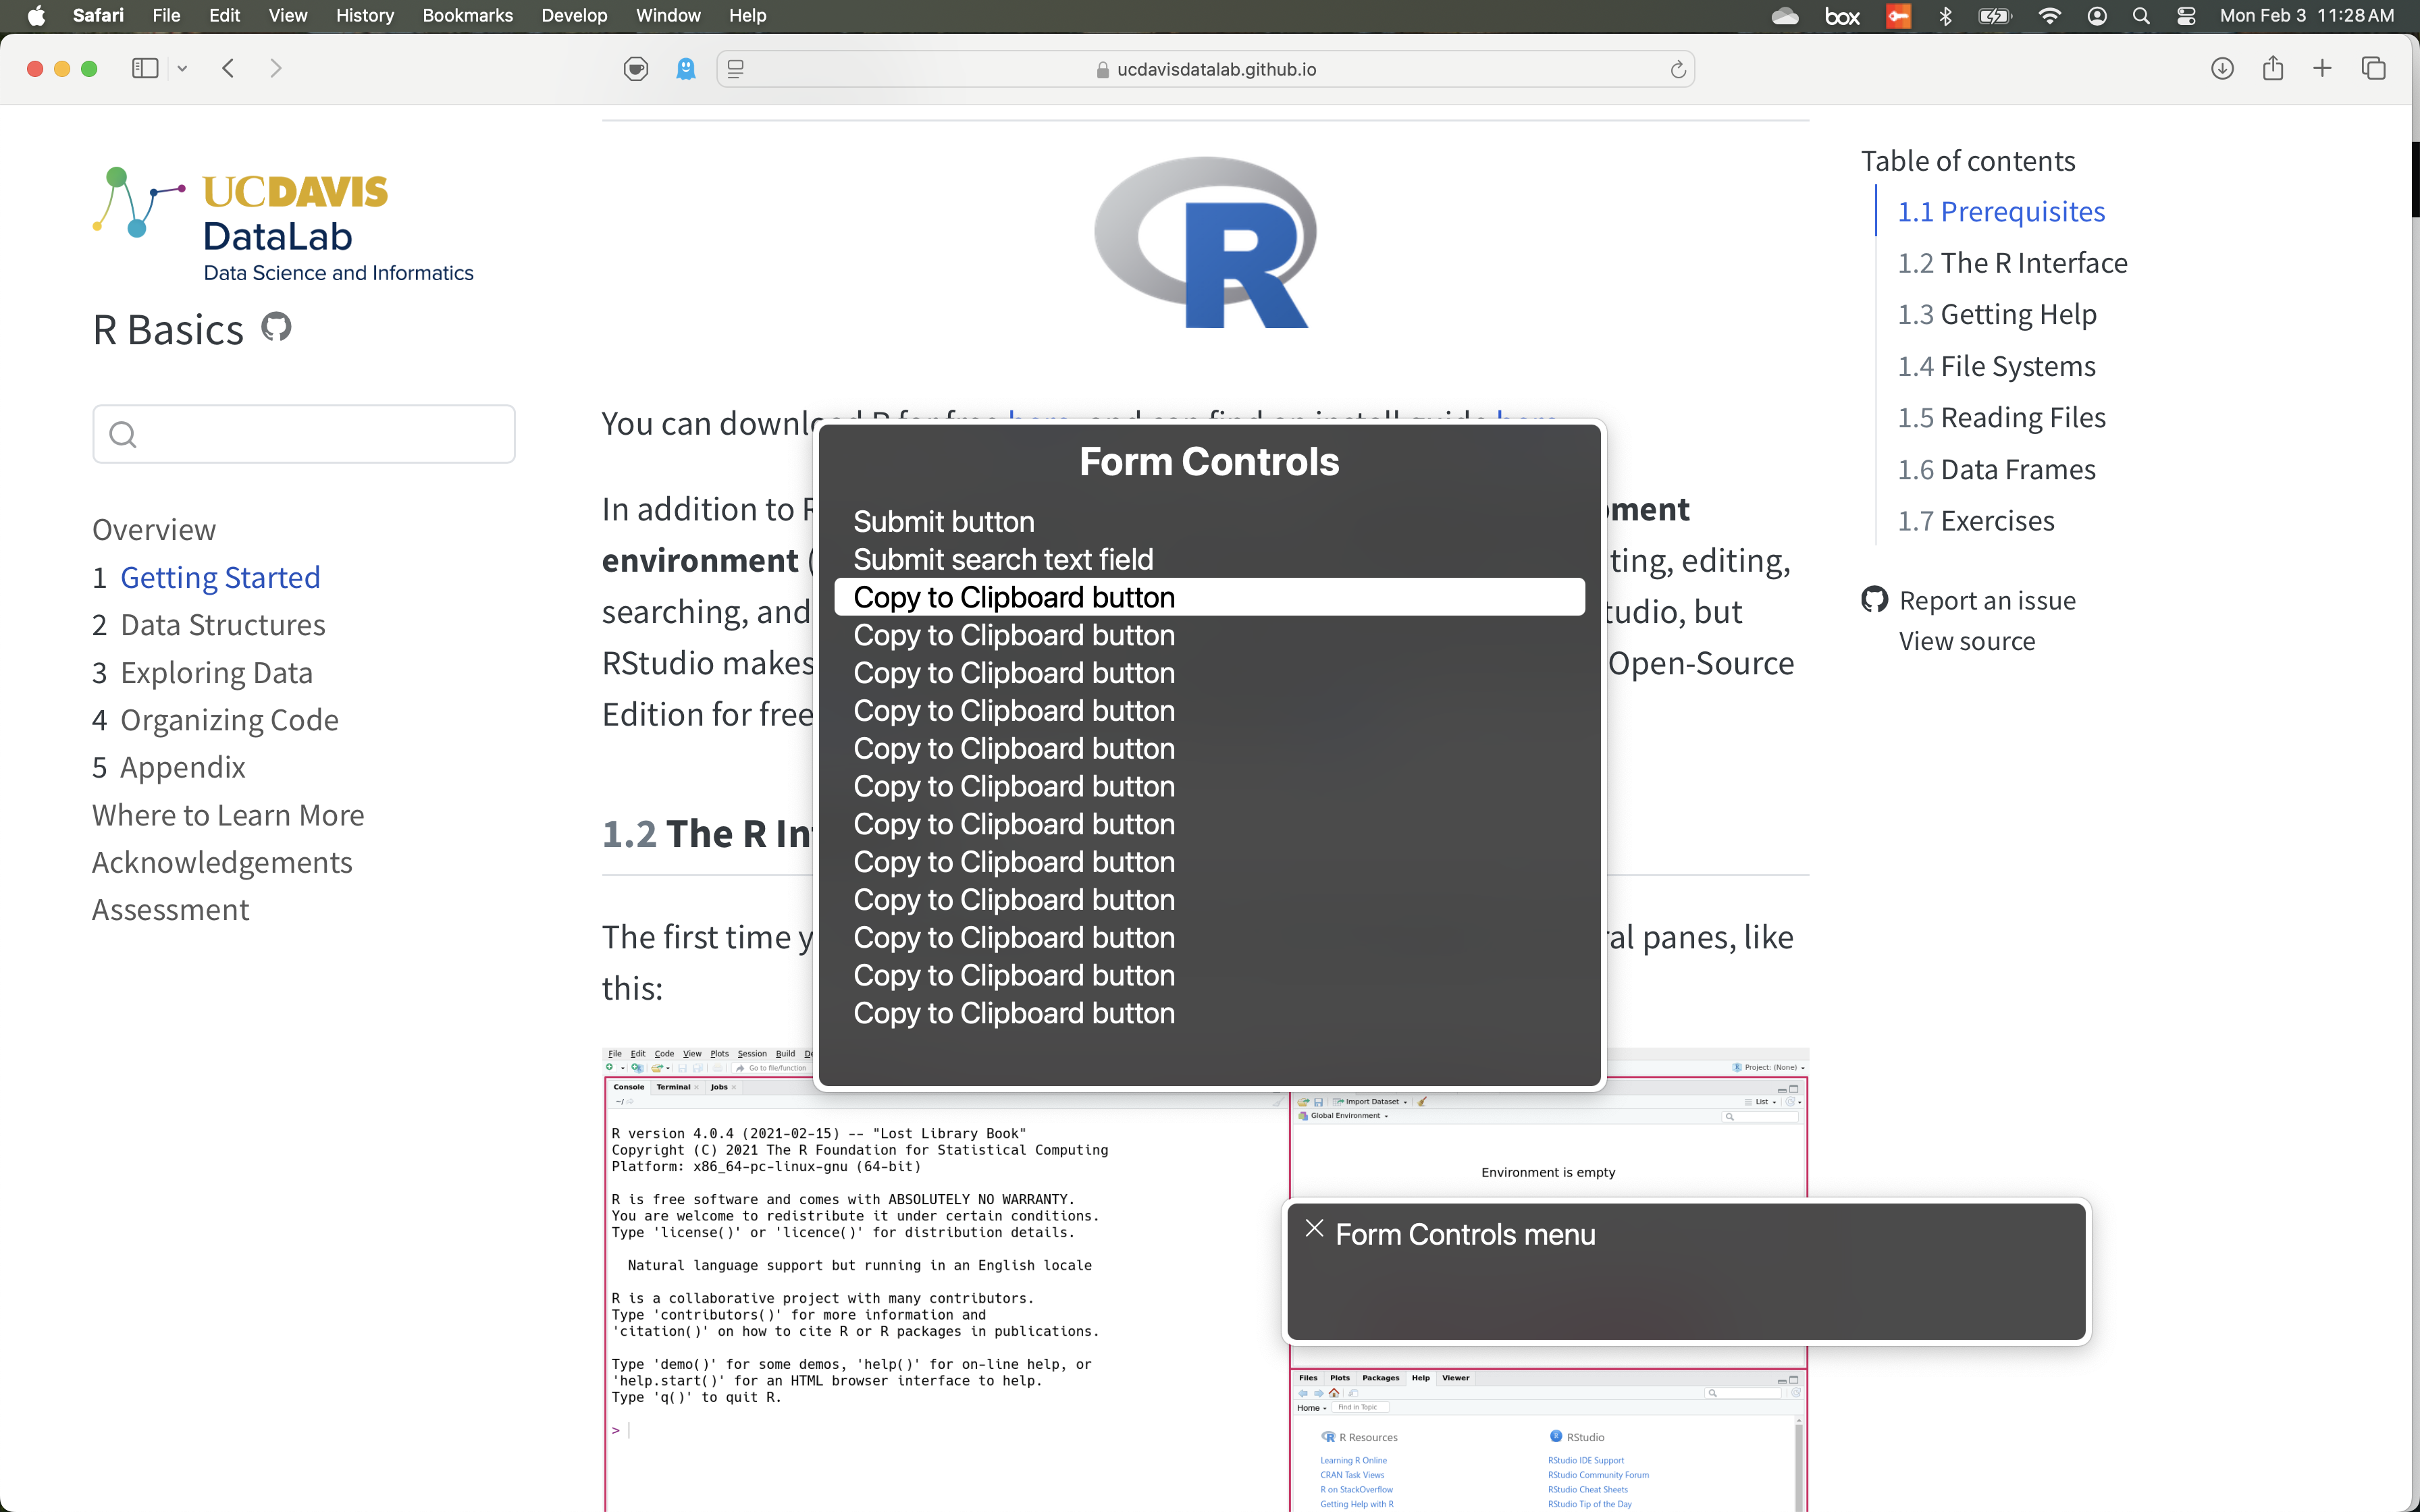 Safari File Edit View History Bookmarks Develop Window Help
box
Mon Feb 3 11:28 AM
ucdavisdatalab.github.io
UCDAVIS
DataLab
Data Science and Informatics
R Basics
Overview
1 Getting Started
2 Data Structures
3 Exploring Data
4 Organizing Code
5 Appendix
Where to Learn More
Acknowledgements
Assessment
R
You can download R for free here, and can find an install guide here.
In addition to R
environment (
searching, and
RStudio makes
Edition for free
ment
ting, editing,
tudio, but
Open-Source
1.2 The R In
The first time y
al panes, like
this:
Form Controls
Submit button
Submit search text field
Copy to Clipboard button
Copy to Clipboard button
Copy to Clipboard button
Copy to Clipboard button
Copy to Clipboard button
Copy to Clipboard button
Copy to Clipboard button
Copy to Clipboard button
Copy to Clipboard button
Copy to Clipboard button
Copy to Clipboard button
Copy to Clipboard button
File Edit Code View Plots Session Build De
Go to file/function
Project: (None)
Console Terminal Jobs
~/
R version 4.0.4 (2021-02-15) -- "Lost Library Book"
Copyright (C) 2021 The R Foundation for Statistical Computing
Platform: x86_64-pc-linux-gnu (64-bit)
R is free software and comes with ABSOLUTELY NO WARRANTY.
You are welcome to redistribute it under certain conditions.
Type 'license()' or 'licence()' for distribution details.
Natural language support but running in an English locale
R is a collaborative project with many contributors.
Type 'contributors()' for more information and
'citation()' on how to cite R or R packages in publications.
Type 'demo()' for some demos, 'help()' for on-line help, or
'help.start()' for an HTML browser interface to help.
Type 'q()' to quit R.
>
Import Dataset
List
Global Environment
Environment is empty
Form Controls menu
Files Plots Packages Help Viewer
Home
Find in Topic
R Resources
Learning R Online
CRAN Task Views
R on StackOverflow
Getting Help with R
RStudio
RStudio IDE Support
RStudio Community Forum
RStudio Cheat Sheets
RStudio Tip of the Day
Table of contents
1.1 Prerequisites
1.2 The R Interface
1.3 Getting Help
1.4 File Systems
1.5 Reading Files
1.6 Data Frames
1.7 Exercises
Report an issue
View source